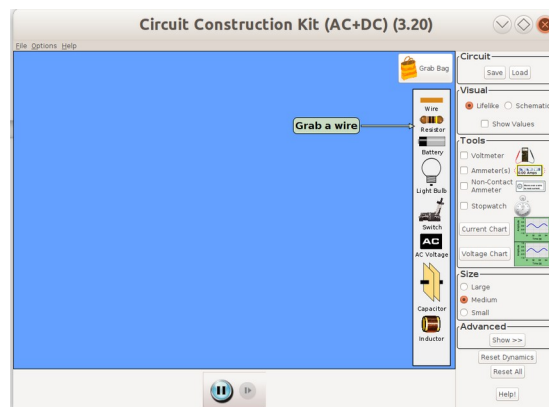 Circuit Construction Kit (AC+DC) (3.20)
File Options Help
Grab Bag
Grab a wire
Wire
Resistor
Battery
Light Bulb
Switch
AC
AC Voltage
Capacitor
Inductor
Circuit
Save Load
Visual
Lifelike Schematic
Show Values
Tools
Voltmeter
Ammeter(s)
Non-Contact
Ammeter
Stopwatch
Current Chart
Voltage Chart
Size
Large
Medium
Small
Advanced
Show >>
Reset Dynamics
Reset All
Help!